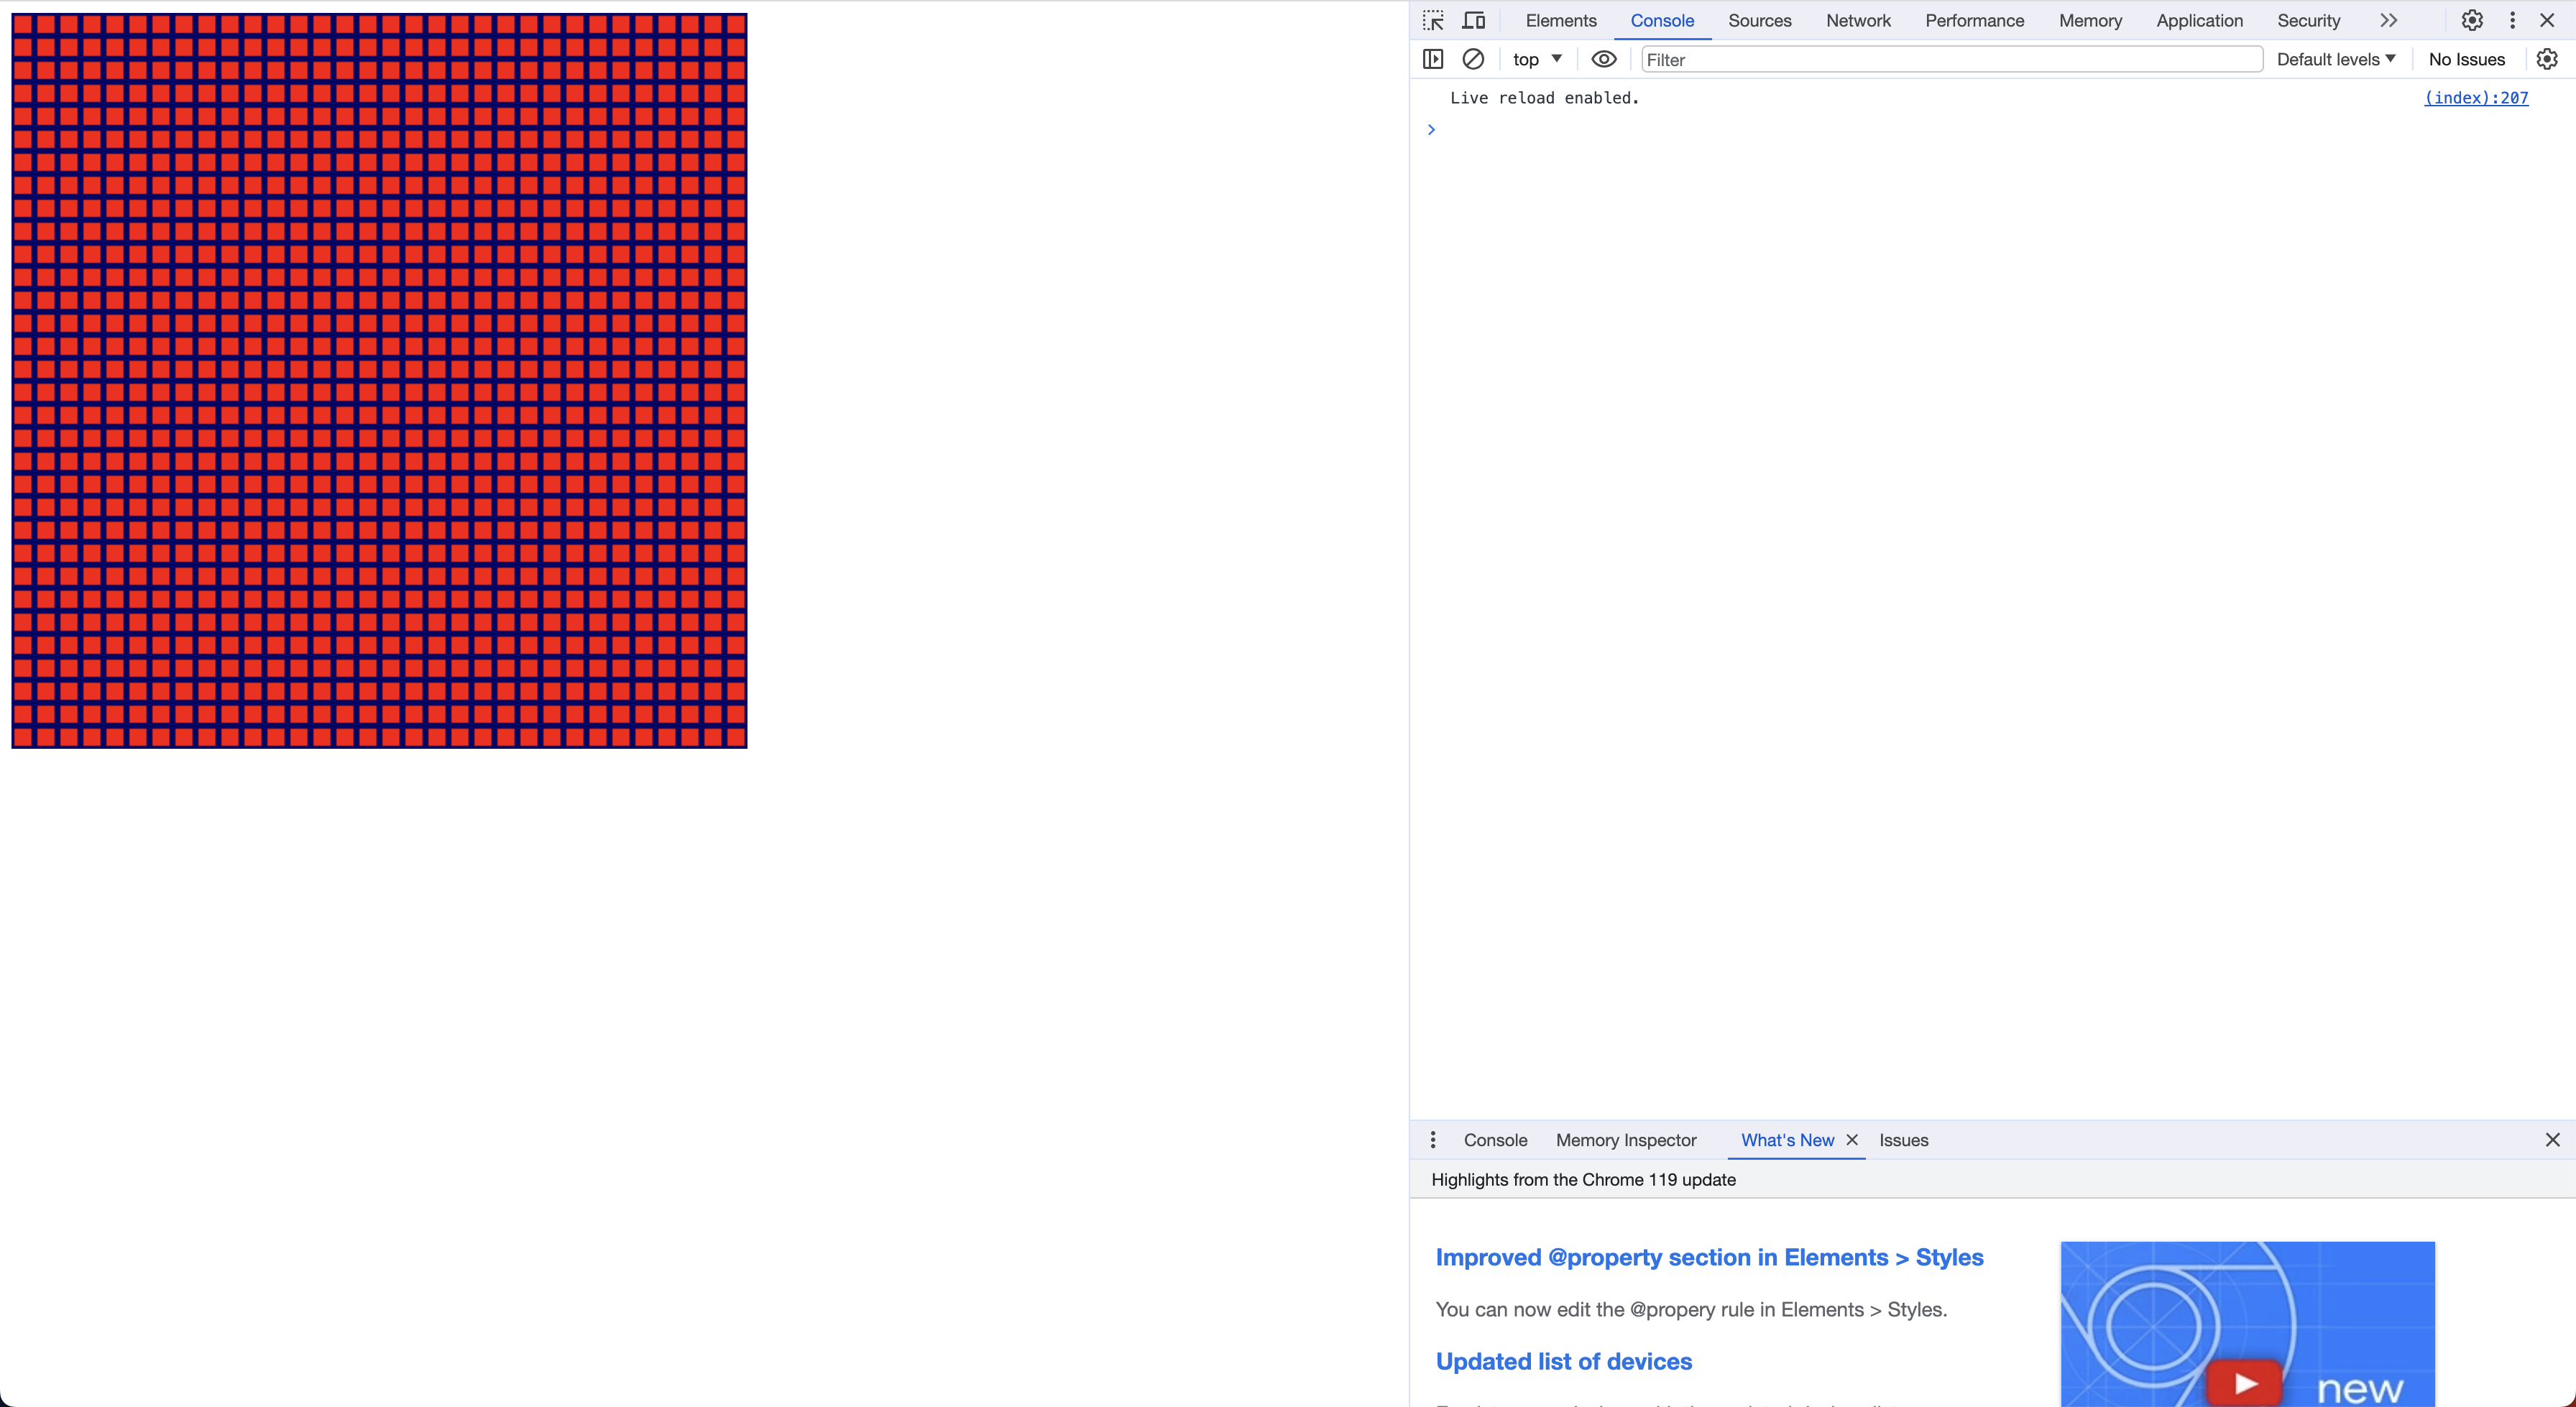 Elements Console Sources Network Performance Memory Application Security
top Filter Default levels No Issues
Live reload enabled. (index):207
Console Memory Inspector What's New Issues
Highlights from the Chrome 119 update
Improved @property section in Elements > Styles
You can now edit the @propery rule in Elements > Styles.
Updated list of devices
new